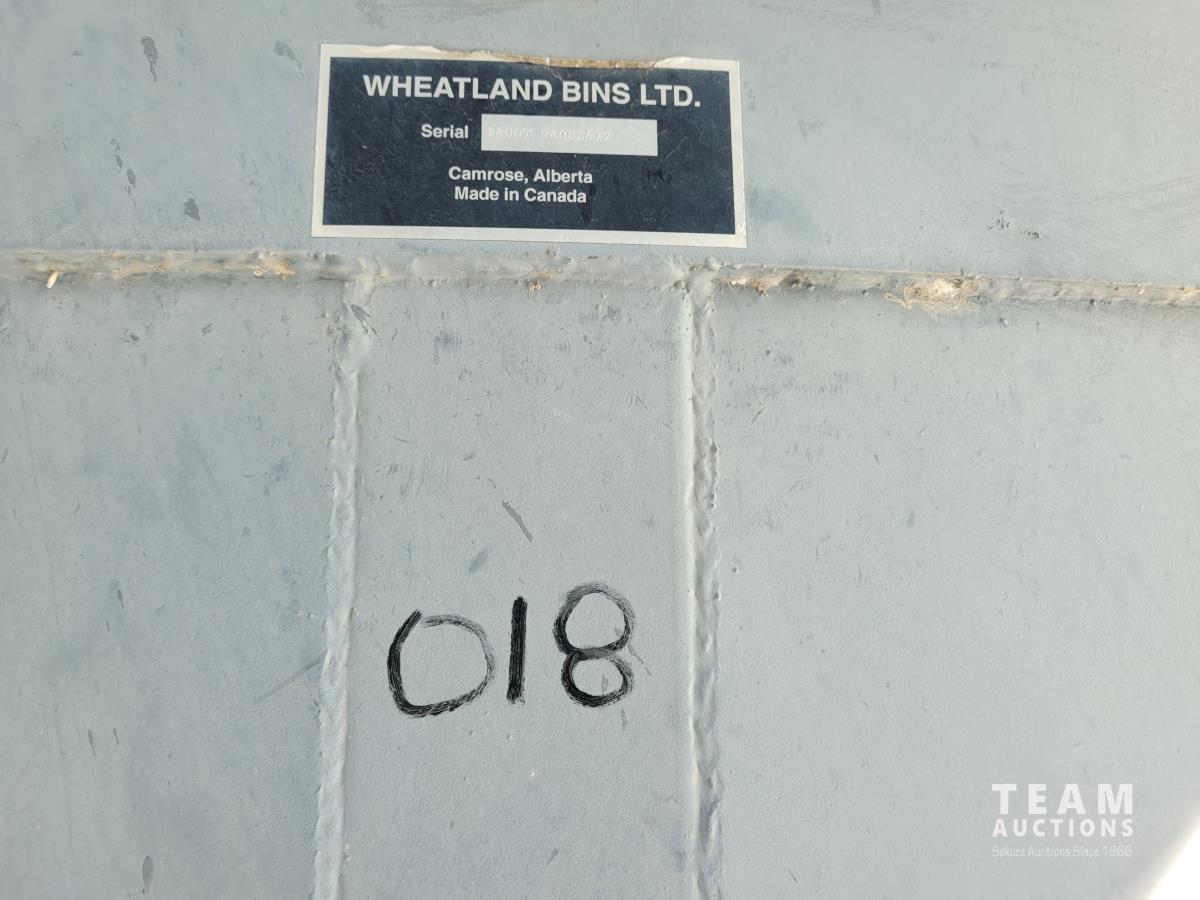 WHEATLAND BINS LTD.
Serial
Camrose, Alberta
Made in Canada
018
TEAM
AUCTIONS
Sekura Auctions Since 1966